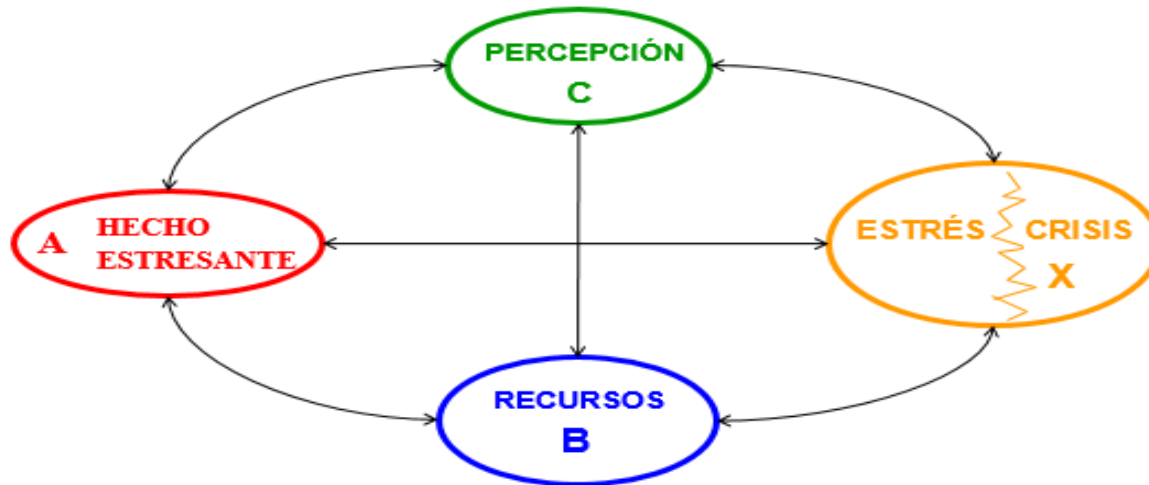 PERCEPCIÓN
C
A
HECHO
ESTRESANTE
ESTRÉS
CRISIS
X
RECURSOS
B